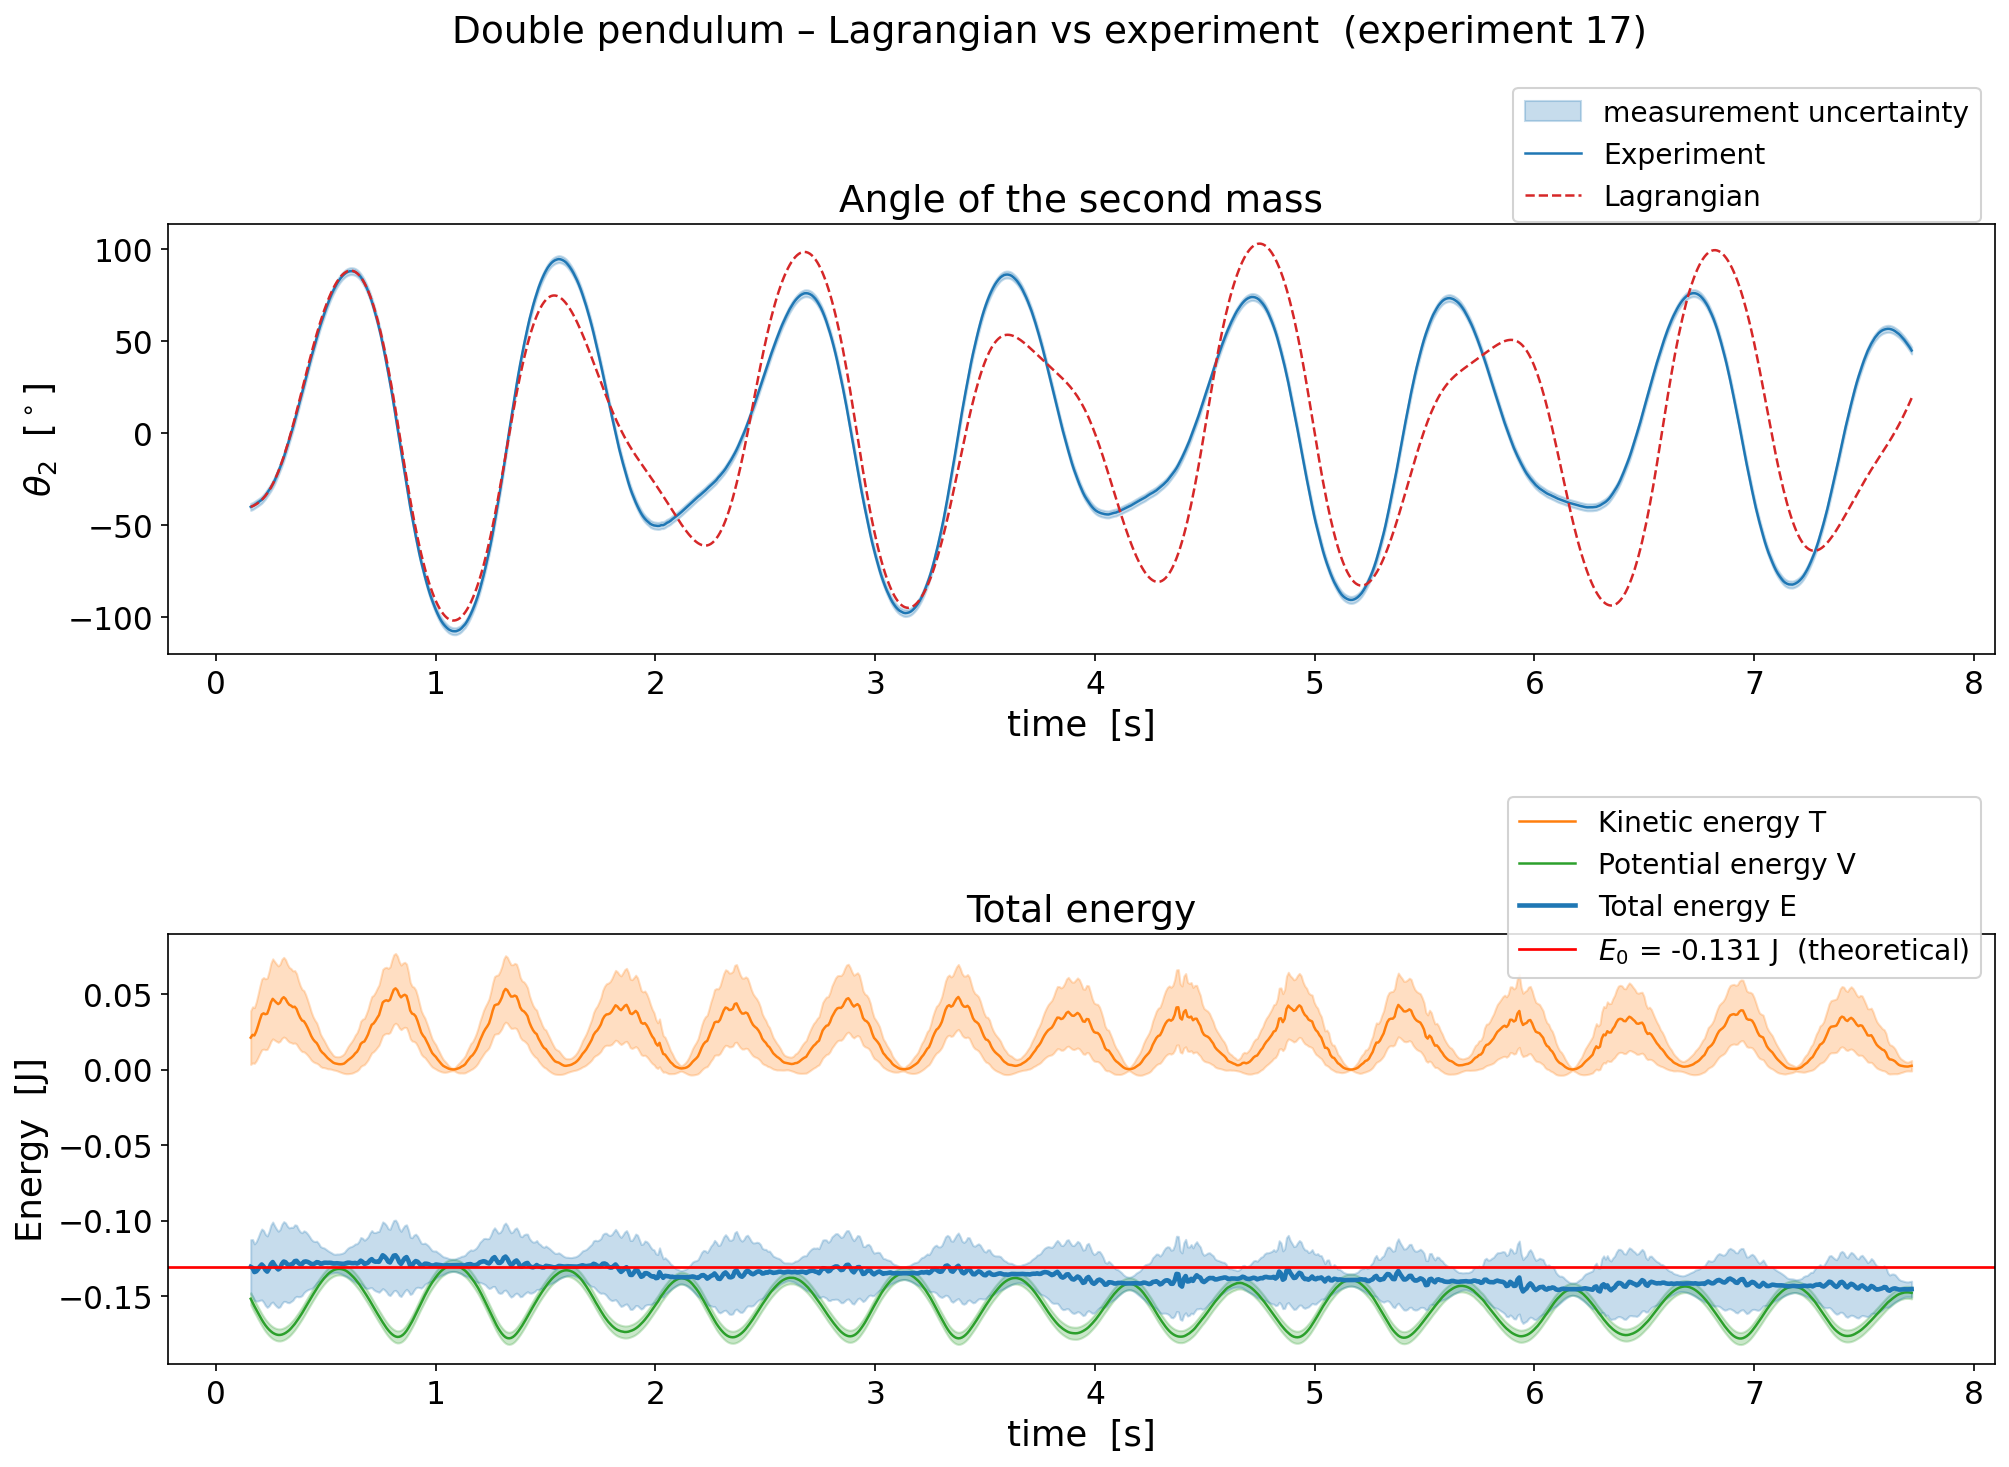 Double pendulum – Lagrangian vs experiment  (experiment 17)
measurement uncertainty
Experiment
Lagrangian
Angle of the second mass
100
50
0
−50
−100
θ₂ [°]
0 1 2 3 4 5 6 7 8
time [s]
Kinetic energy T
Potential energy V
Total energy E
E₀ = -0.131 J  (theoretical)
Total energy
0.05
0.00
−0.05
−0.10
−0.15
Energy [J]
0 1 2 3 4 5 6 7 8
time [s]